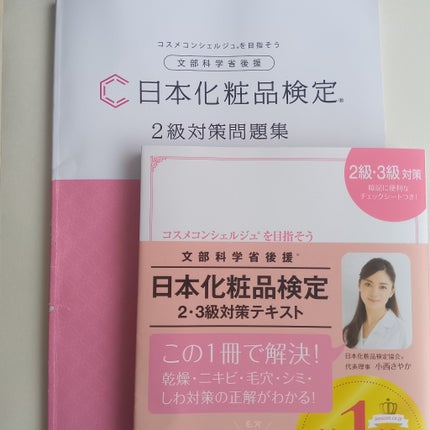 コスメコンシェルジュ®を目指そう
文部科学省後援
日本化粧品検定®
2級対策問題集
2級・3級 対策
暗記に便利な
チェックシートつき!
コスメコンシェルジュ®を目指そう
文部科学省後援*
日本化粧品検定
2・3級対策テキスト
この1冊で解決!
乾燥・ニキビ・毛穴・シミ・
しわ対策の正解がわかる!
日本化粧品検定協会®
代表理事 小西さやか
1